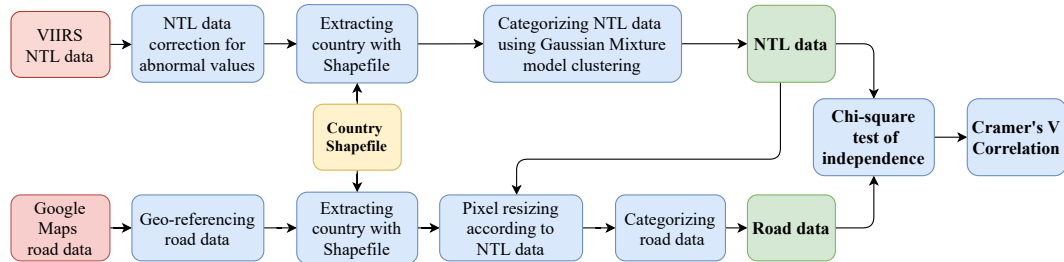 VIIRS
NTL data
NTL data
correction for
abnormal values
Extracting
country with
Shapefile
Categorizing NTL data
using Gaussian Mixture
model clustering
NTL data
Country
Shapefile
Chi-square
test of
independence
Cramer's V
Correlation
Google
Maps
road data
Geo-referencing
road data
Extracting
country with
Shapefile
Pixel resizing
according to
NTL data
Categorizing
road data
Road data